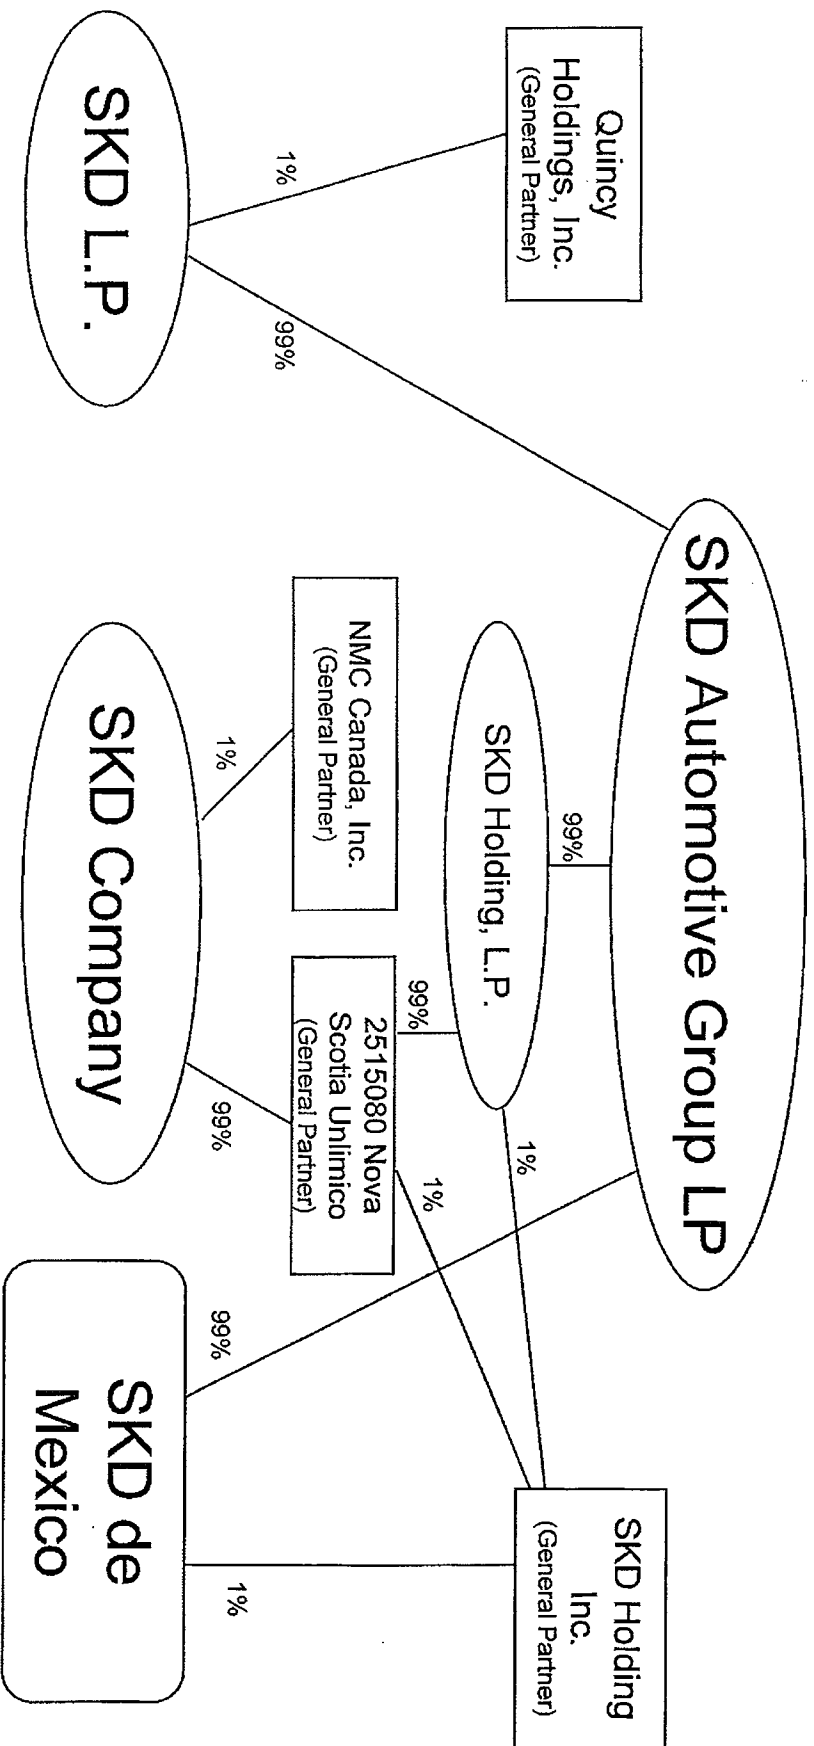 SKD Automotive Group LP
Quincy
Holdings, Inc.
(General Partner)
SKD Holding
Inc.
(General Partner)
99%
SKD Holding, L.P.
1%
99%
1%
NMC Canada, Inc.
(General Partner)
2515080 Nova
Scotia Unlimico
(General Partner)
1%
99%
1%
99%
99%
1%
SKD L.P.
SKD Company
SKD de
Mexico